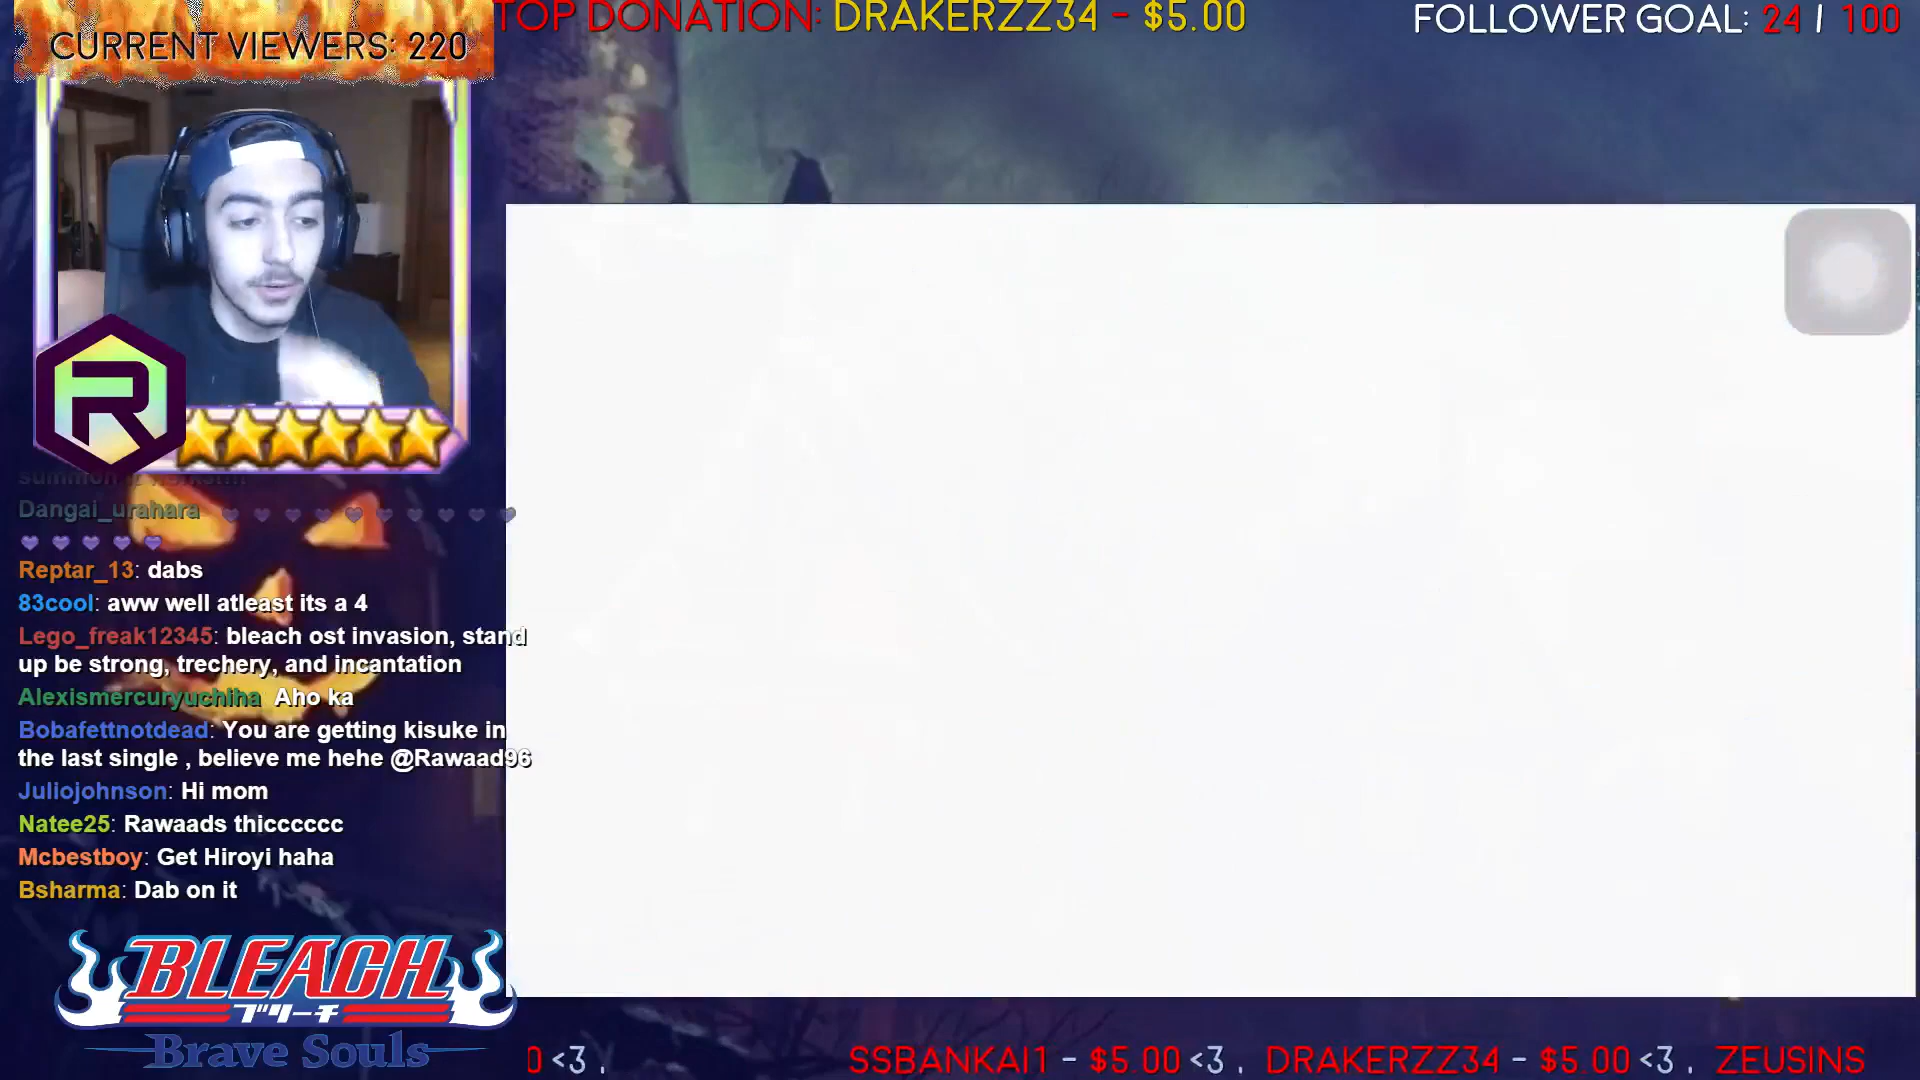 TOP DONATION: DRAKERZZ34 - $5.00
FOLLOWER GOAL: 24 / 100
CURRENT VIEWERS: 220
R
Dangai_urahara
Reptar_13: dabs
83cool: aww well atleast its a 4
Lego_freak12345: bleach ost invasion, stand
up be strong, trechery, and incantation
Alexismercuryuchiha Aho ka
Bobafettnotdead: You are getting kisuke in
the last single , believe me hehe @Rawaad96
Juliojohnson: Hi mom
Natee25: Rawaads thicccccc
Mcbestboy: Get Hiroyi haha
Bsharma: Dab on it
BLEACH
ブリーチ
Brave Souls
0 <3 , SSBANKAI1 - $5.00 <3 , DRAKERZZ34 - $5.00 <3 , ZEUSINS